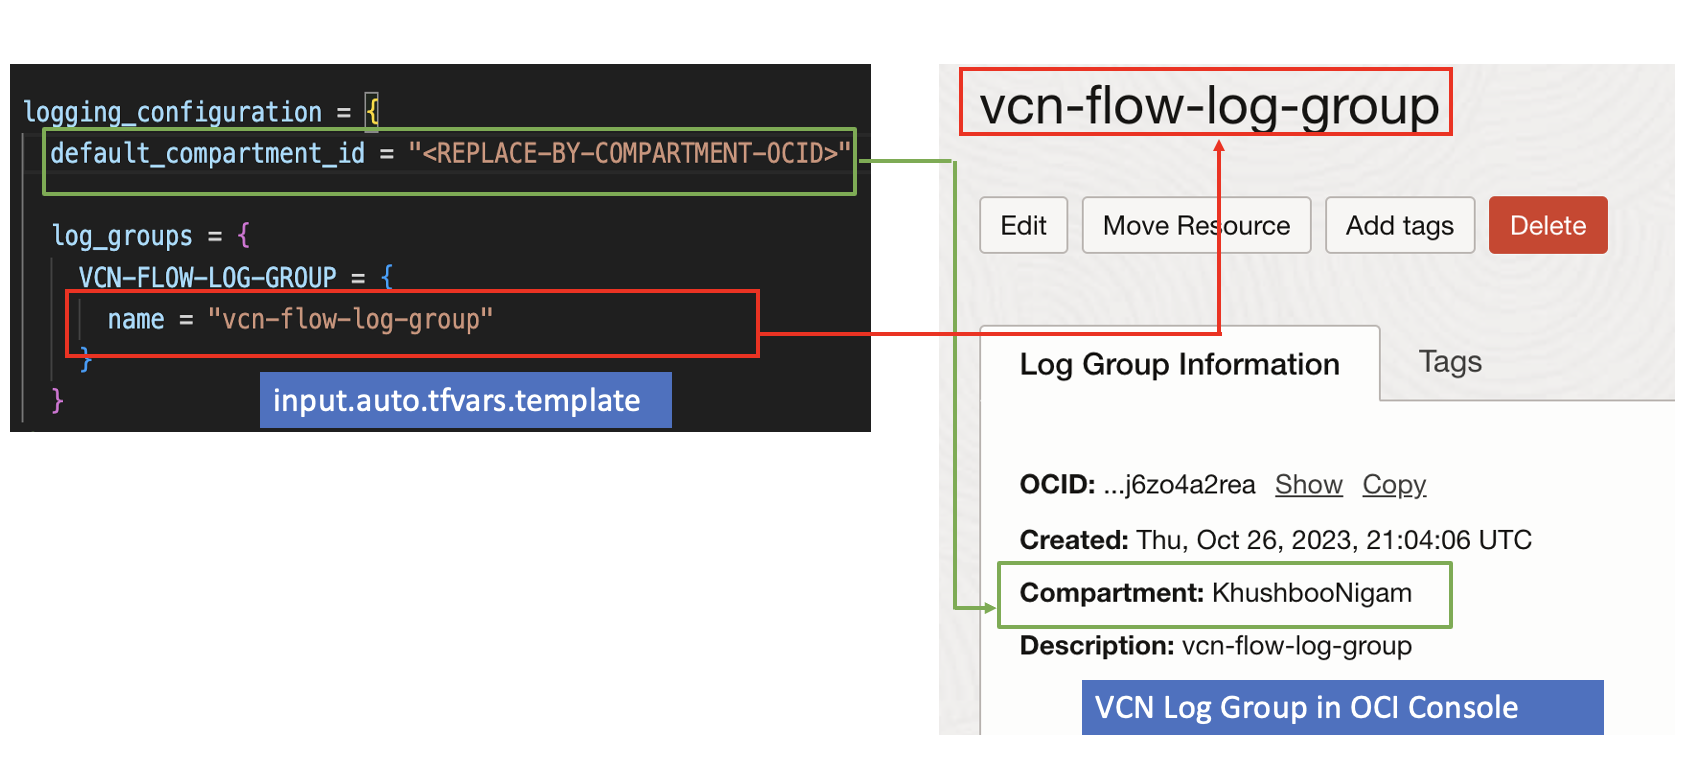 logging_configuration = {
default_compartment_id = "<REPLACE-BY-COMPARTMENT-OCID>"
log_groups = {
VCN-FLOW-LOG-GROUP = {
name = "vcn-flow-log-group"
}
}
input.auto.tfvars.template
vcn-flow-log-group
Edit Move Resource Add tags Delete
Log Group Information Tags
OCID: ...j6zo4a2rea Show Copy
Created: Thu, Oct 26, 2023, 21:04:06 UTC
Compartment: KhushbooNigam
Description: vcn-flow-log-group
VCN Log Group in OCI Console